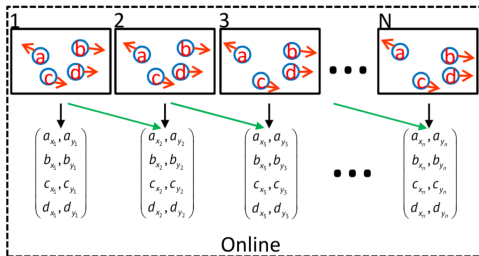 1 2 3 N
a b c d
a b c d
a b c d
a b c d
(a_{x_1}, a_{y_1}) (a_{x_2}, a_{y_2}) (a_{x_3}, a_{y_3}) (a_{x_n}, a_{y_n})
(b_{x_1}, b_{y_1}) (b_{x_2}, b_{y_2}) (b_{x_3}, b_{y_3}) (b_{x_n}, b_{y_n})
(c_{x_1}, c_{y_1}) (c_{x_2}, c_{y_2}) (c_{x_3}, c_{y_3}) (c_{x_n}, c_{y_n})
(d_{x_1}, d_{y_1}) (d_{x_2}, d_{y_2}) (d_{x_3}, d_{y_3}) (d_{x_n}, d_{y_n})
Online